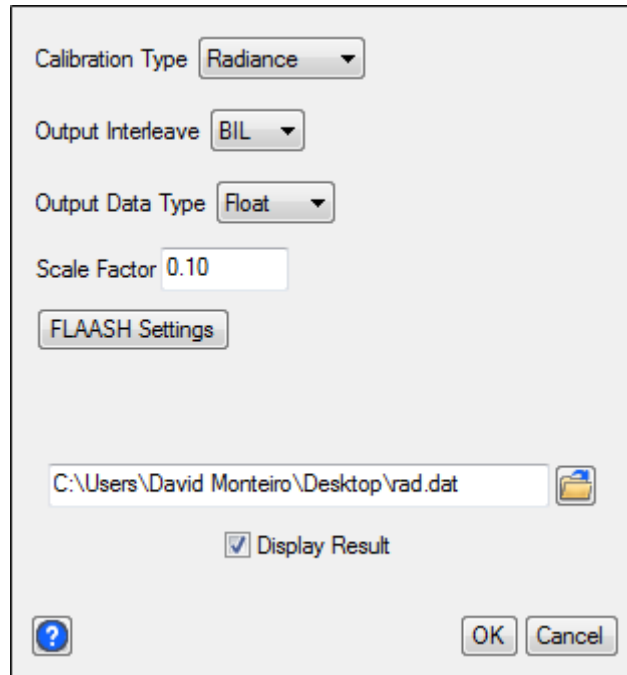 Calibration Type Radiance
Output Interleave BIL
Output Data Type Float
Scale Factor 0.10
FLAASH Settings
C:\Users\David Monteiro\Desktop\rad.dat
Display Result
? OK Cancel